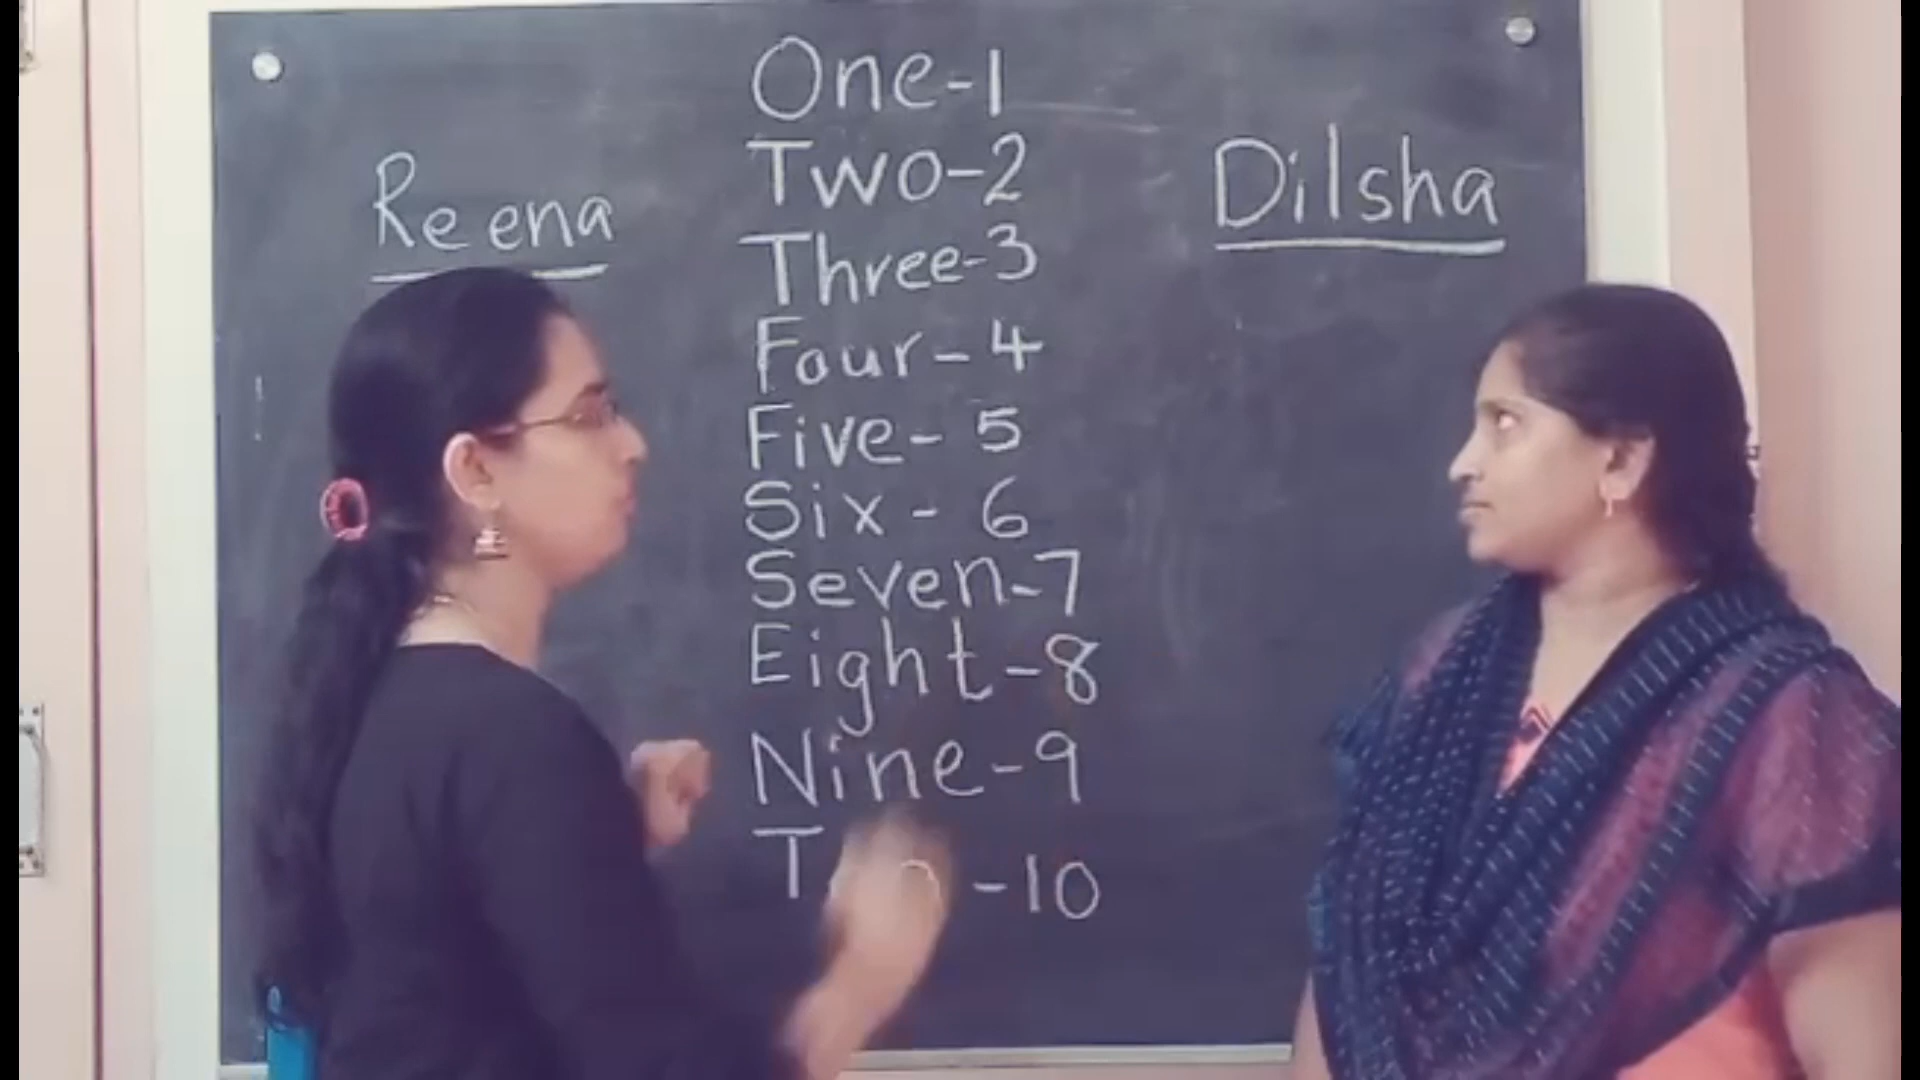 One-1
Two-2
Reena
Dilsha
Three-3
Four-4
Five-5
Six-6
Seven-7
Eight-8
Nine-9
-10